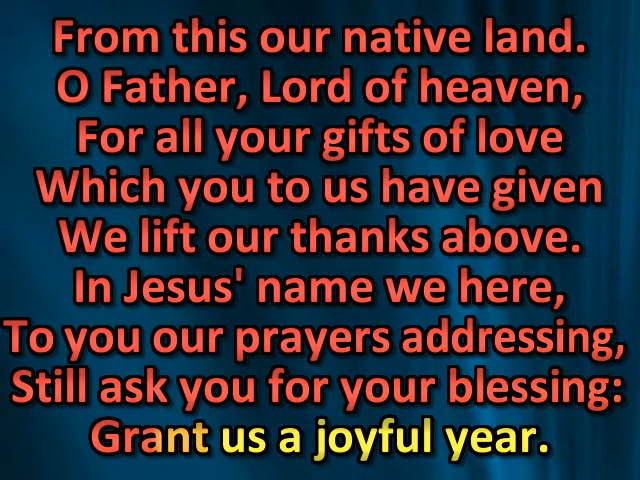 From this our native land.
O Father, Lord of heaven,
For all your gifts of love
Which you to us have given
We lift our thanks above.
In Jesus' name we here,
To you our prayers addressing,
Still ask you for your blessing:
Grant us a joyful year.